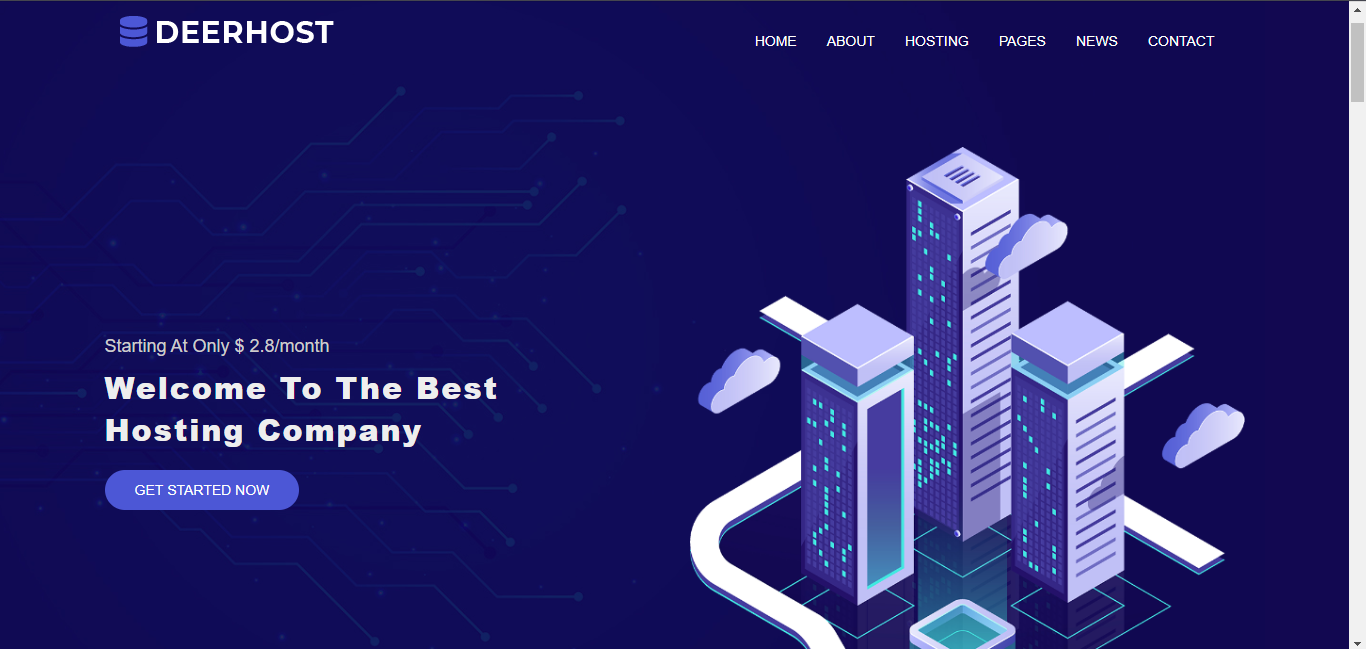 DEERHOST
HOME ABOUT HOSTING PAGES NEWS CONTACT
Starting At Only $ 2.8/month
Welcome To The Best
Hosting Company
GET STARTED NOW